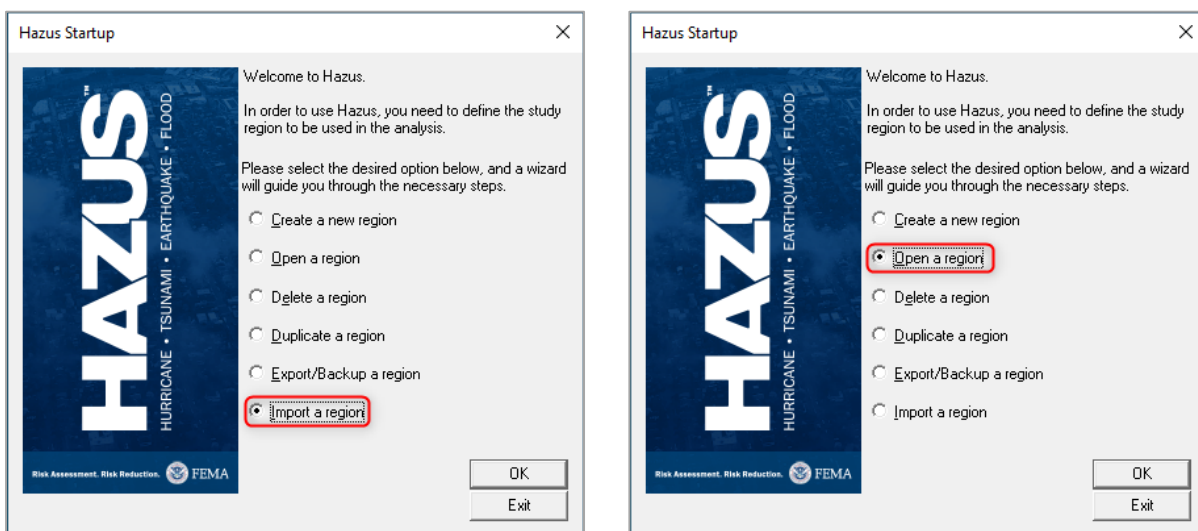 Hazus Startup
HAZUS™
HURRICANE • TSUNAMI • EARTHQUAKE • FLOOD
Risk Assessment. Risk Reduction. FEMA
Welcome to Hazus.
In order to use Hazus, you need to define the study
region to be used in the analysis.
Please select the desired option below, and a wizard
will guide you through the necessary steps.
Create a new region
Open a region
Delete a region
Duplicate a region
Export/Backup a region
Import a region
OK
Exit
Hazus Startup
HAZUS™
HURRICANE • TSUNAMI • EARTHQUAKE • FLOOD
Risk Assessment. Risk Reduction. FEMA
Welcome to Hazus.
In order to use Hazus, you need to define the study
region to be used in the analysis.
Please select the desired option below, and a wizard
will guide you through the necessary steps.
Create a new region
Open a region
Delete a region
Duplicate a region
Export/Backup a region
Import a region
OK
Exit